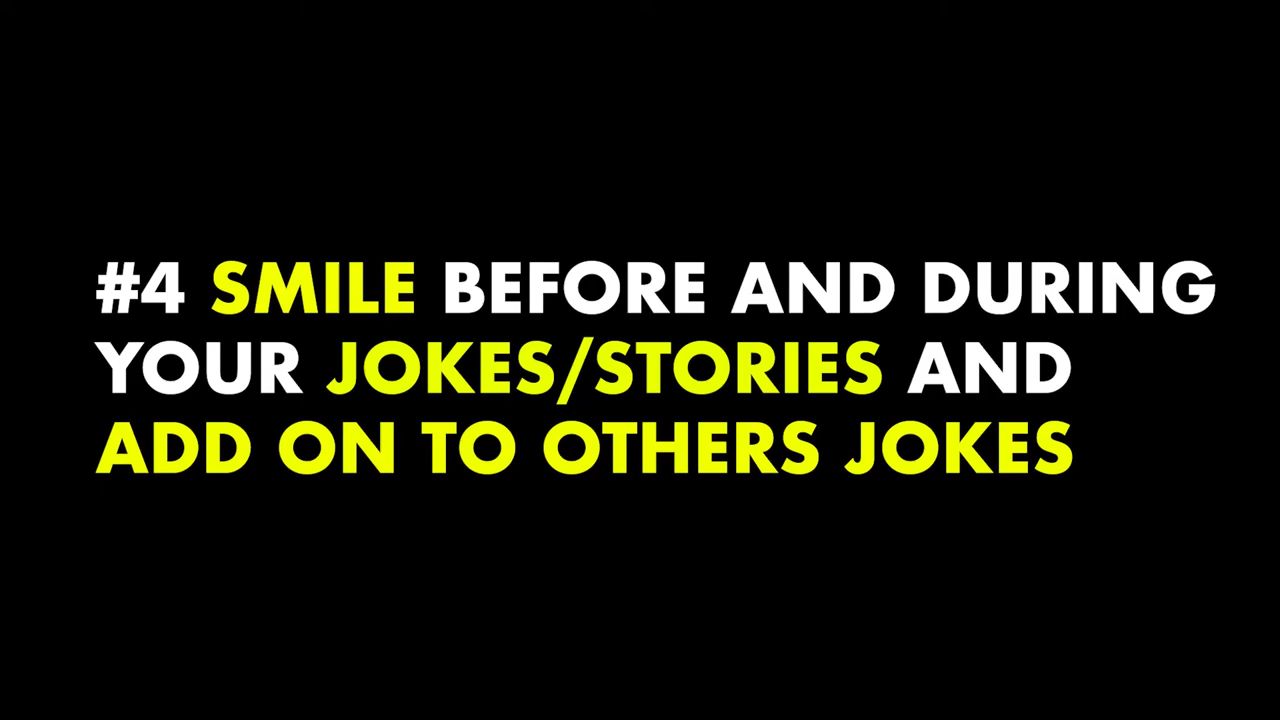 #4 SMILE BEFORE AND DURING
YOUR JOKES/STORIES AND
ADD ON TO OTHERS JOKES